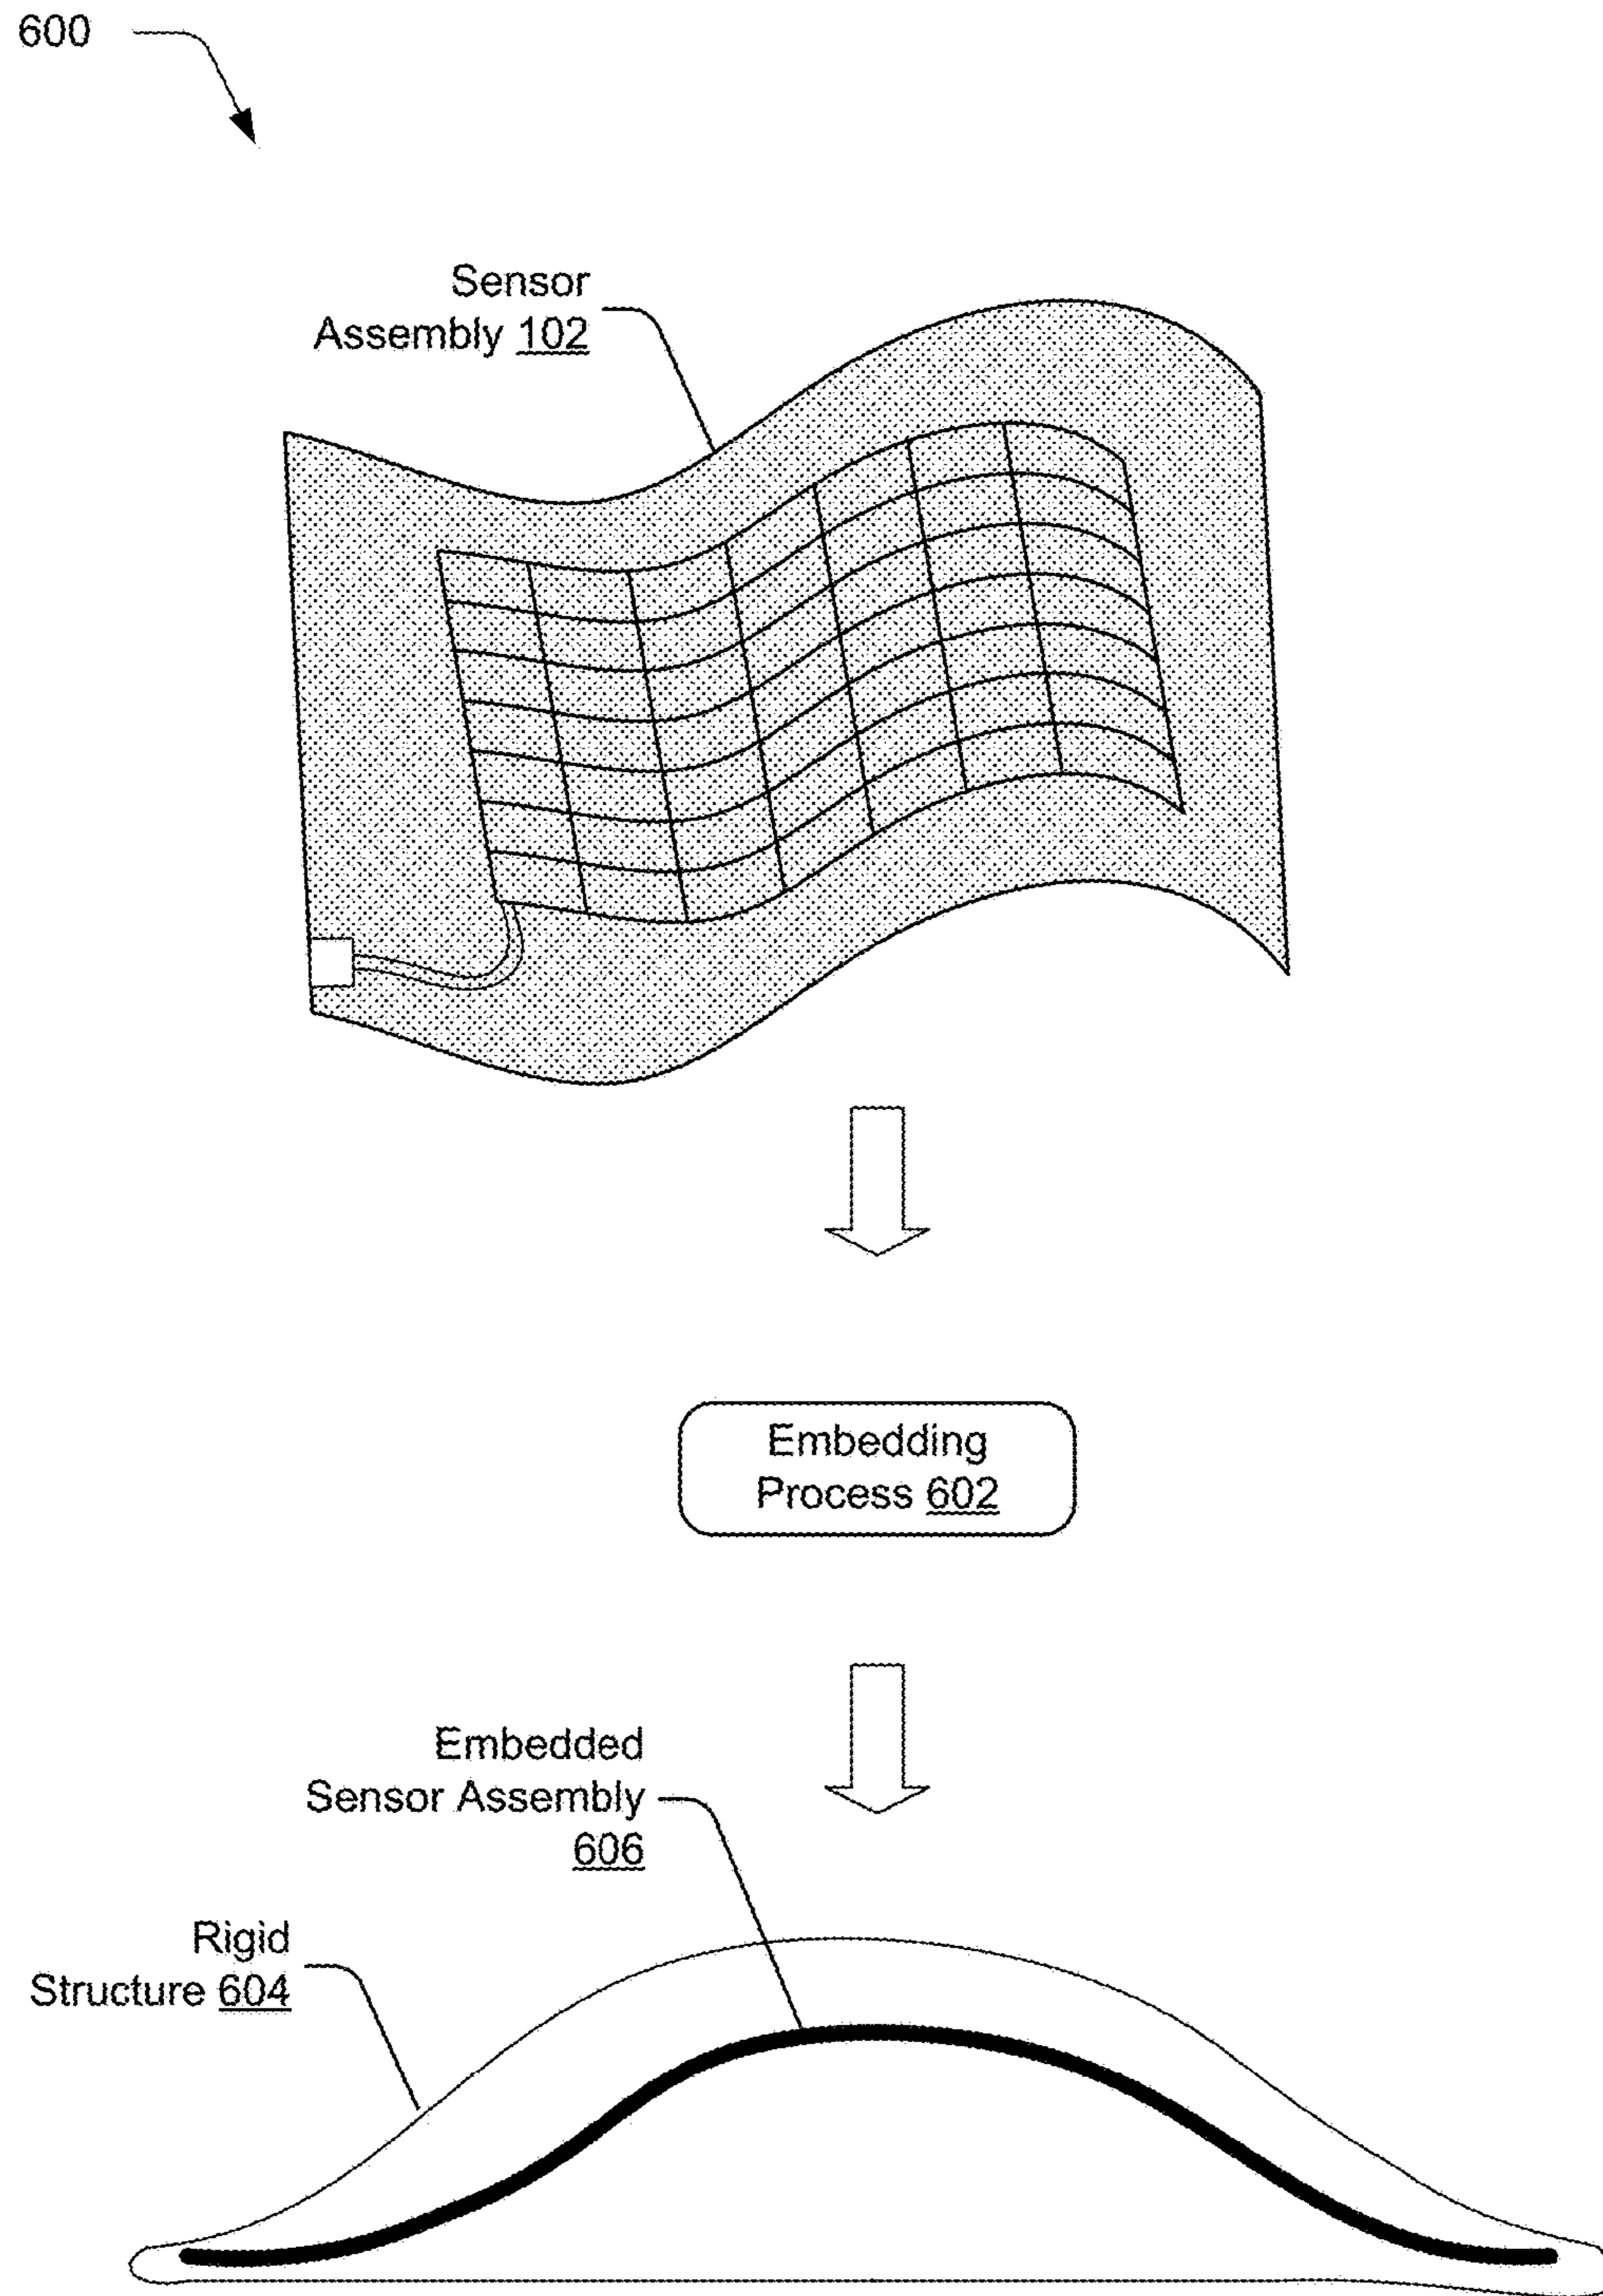 600
Sensor
Assembly 102
Embedding
Process 602
Embedded
Sensor Assembly
606
Rigid
Structure 604